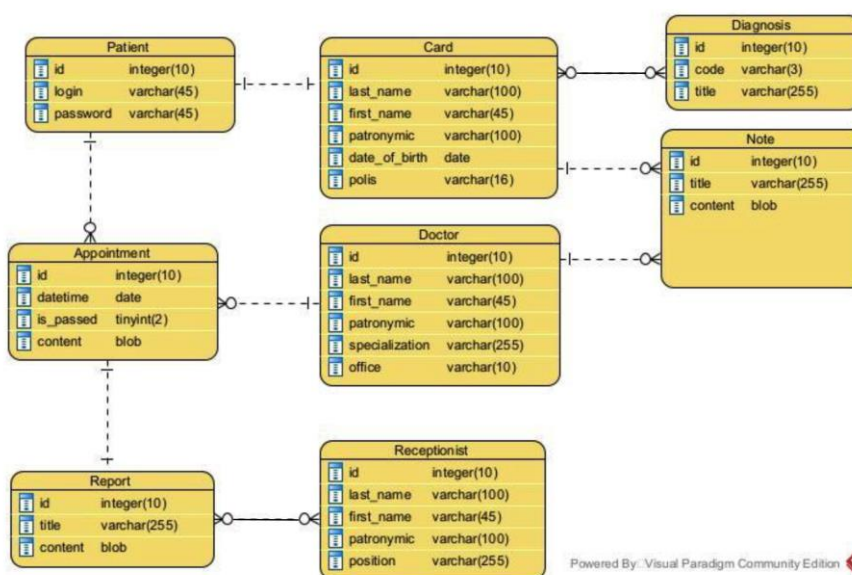 Patient
id integer(10)
login varchar(45)
password varchar(45)
Card
id integer(10)
last_name varchar(100)
first_name varchar(45)
patronymic varchar(100)
date_of_birth date
polis varchar(16)
Diagnosis
id integer(10)
code varchar(3)
title varchar(255)
Note
id integer(10)
title varchar(255)
content blob
Appointment
id integer(10)
datetime date
is_passed tinyint(2)
content blob
Doctor
id integer(10)
last_name varchar(100)
first_name varchar(45)
patronymic varchar(100)
specialization varchar(255)
office varchar(10)
Report
id integer(10)
title varchar(255)
content blob
Receptionist
id integer(10)
last_name varchar(100)
first_name varchar(45)
patronymic varchar(100)
position varchar(255)
Powered By Visual Paradigm Community Edition